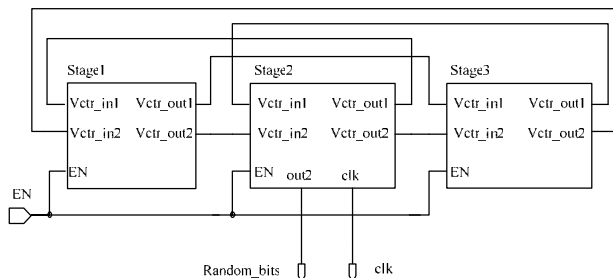 Stage1
Stage2
Stage3
Vctr_in1 Vctr_out1
Vctr_in1 Vctr_out1
Vctr_in1 Vctr_out1
Vctr_in2 Vctr_out2
Vctr_in2 Vctr_out2
Vctr_in2 Vctr_out2
EN
EN
EN
out2 clk
EN
Random_bits
clk